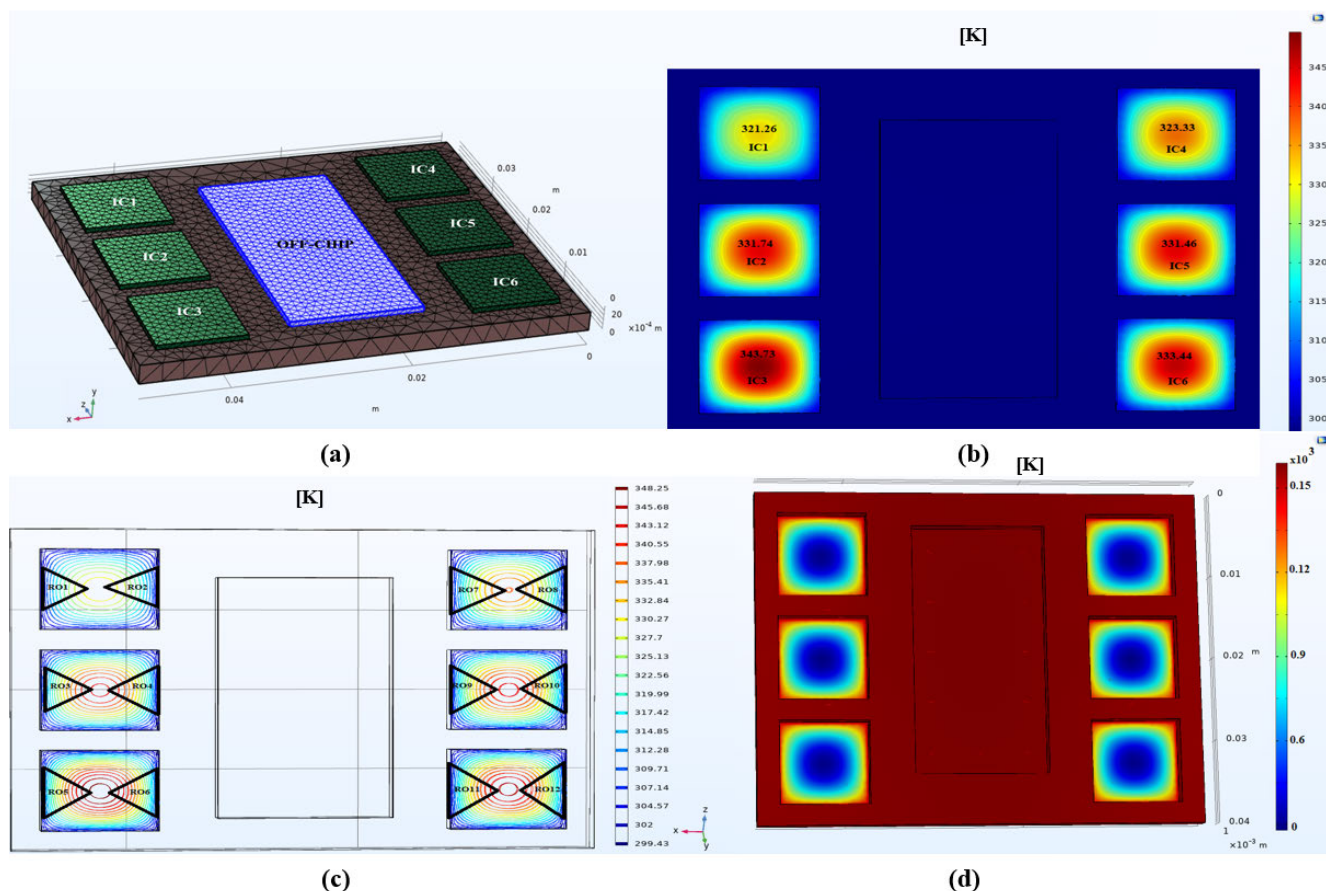 IC1
IC2
IC3
OFF-CHIP
IC4
IC5
IC6
0.03
m
0.02
0.01
0
20
0
×10⁻⁴ m
0
0.02
m
0.04
y
z
x
(a)
[K]
321.26
IC1
323.33
IC4
331.74
IC2
331.46
IC5
343.73
IC3
333.44
IC6
345
340
335
330
325
320
315
310
305
300
(b)
[K]
RO1
RO2
RO7
RO8
RO3
RO4
RO9
RO10
RO5
RO6
RO11
RO12
348.25
345.68
343.12
340.55
337.98
335.41
332.84
330.27
327.7
325.13
322.56
319.99
317.42
314.85
312.28
309.71
307.14
304.57
302
299.43
(c)
[K]
0
0.01
0.02
m
0.03
0.04
1
×10⁻³ m
x10³
0.15
0.12
0.9
0.6
0
z
x
y
(d)